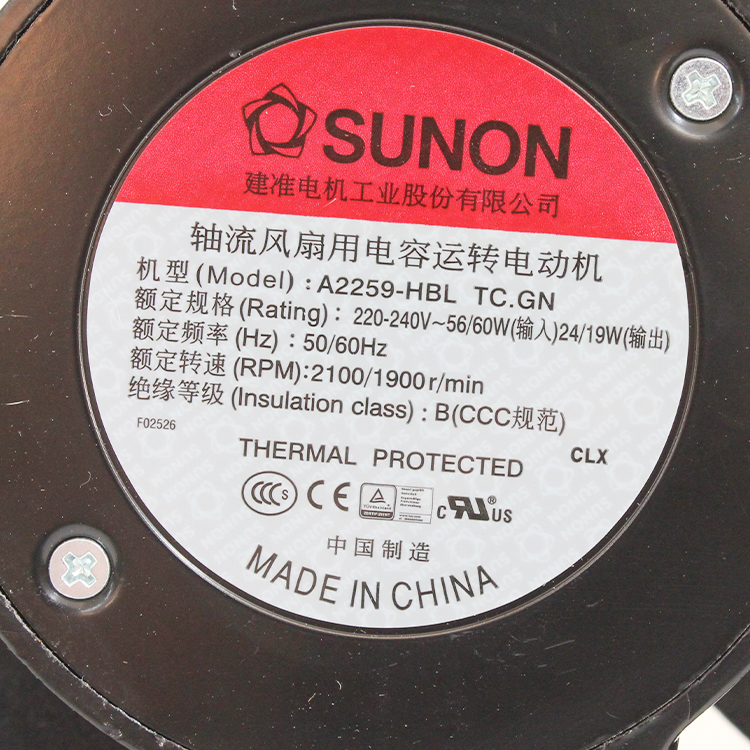 SUNON
建准电机工业股份有限公司
轴流风扇用电容运转电动机
机型(Model) : A2259-HBL TC.GN
额定规格(Rating) : 220-240V~56/60W(输入)24/19W(输出)
额定频率(Hz) : 50/60Hz
额定转速(RPM):2100/1900r/min
绝缘等级(Insulation class) : B(CCC规范)
F02526
CLX
THERMAL PROTECTED
CCC S CE c RU ® US
中国制造
MADE IN CHINA